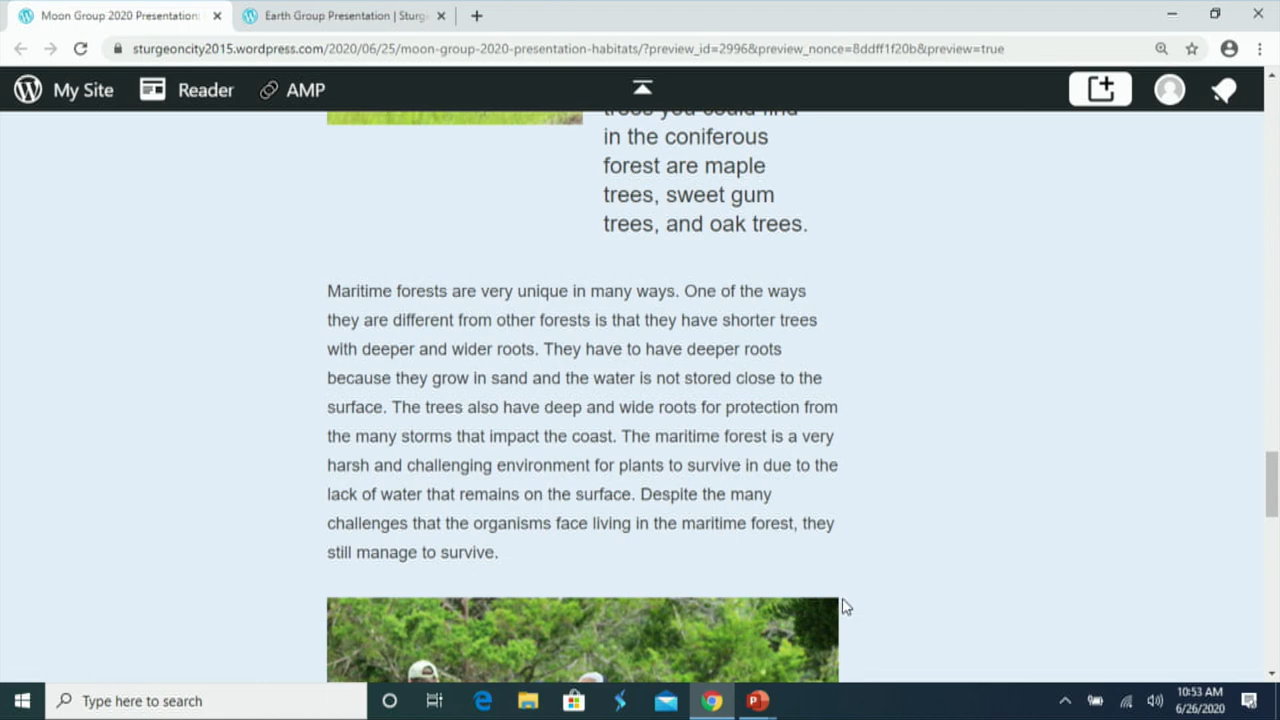 Moon Group 2020 Presentation:
Earth Group Presentation | Sturg
sturgeoncity2015.wordpress.com/2020/06/25/moon-group-2020-presentation-habitats/?preview_id=2996&preview_nonce=8ddff1f20b&preview=true
My Site
Reader
AMP
trees you could find
in the coniferous
forest are maple
trees, sweet gum
trees, and oak trees.
Maritime forests are very unique in many ways. One of the ways
they are different from other forests is that they have shorter trees
with deeper and wider roots. They have to have deeper roots
because they grow in sand and the water is not stored close to the
surface. The trees also have deep and wide roots for protection from
the many storms that impact the coast. The maritime forest is a very
harsh and challenging environment for plants to survive in due to the
lack of water that remains on the surface. Despite the many
challenges that the organisms face living in the maritime forest, they
still manage to survive.
Type here to search
10:53 AM
6/26/2020